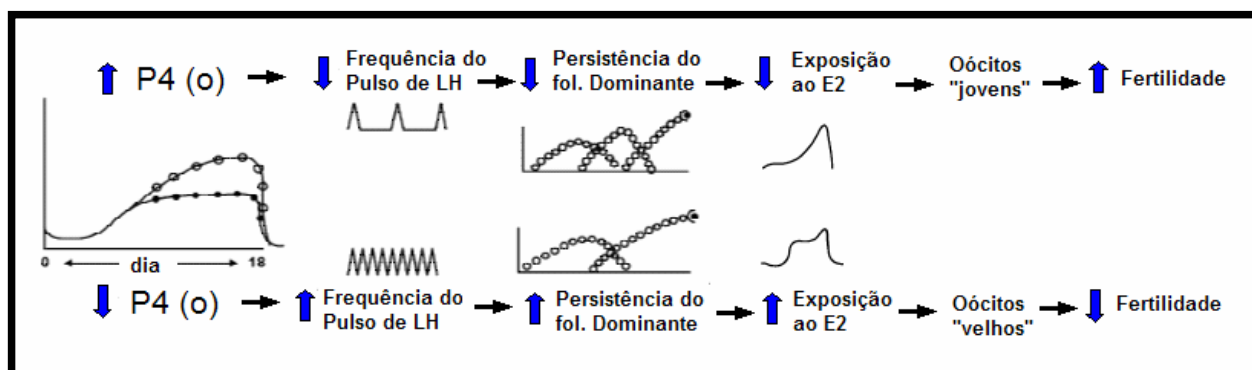 P4 (o)
Frequência do
Pulso de LH
Persistência do
fol. Dominante
Exposição
ao E2
Oócitos
"jovens"
Fertilidade
0
dia
18
P4 (o)
Frequência do
Pulso de LH
Persistência do
fol. Dominante
Exposição
ao E2
Oócitos
"velhos"
Fertilidade